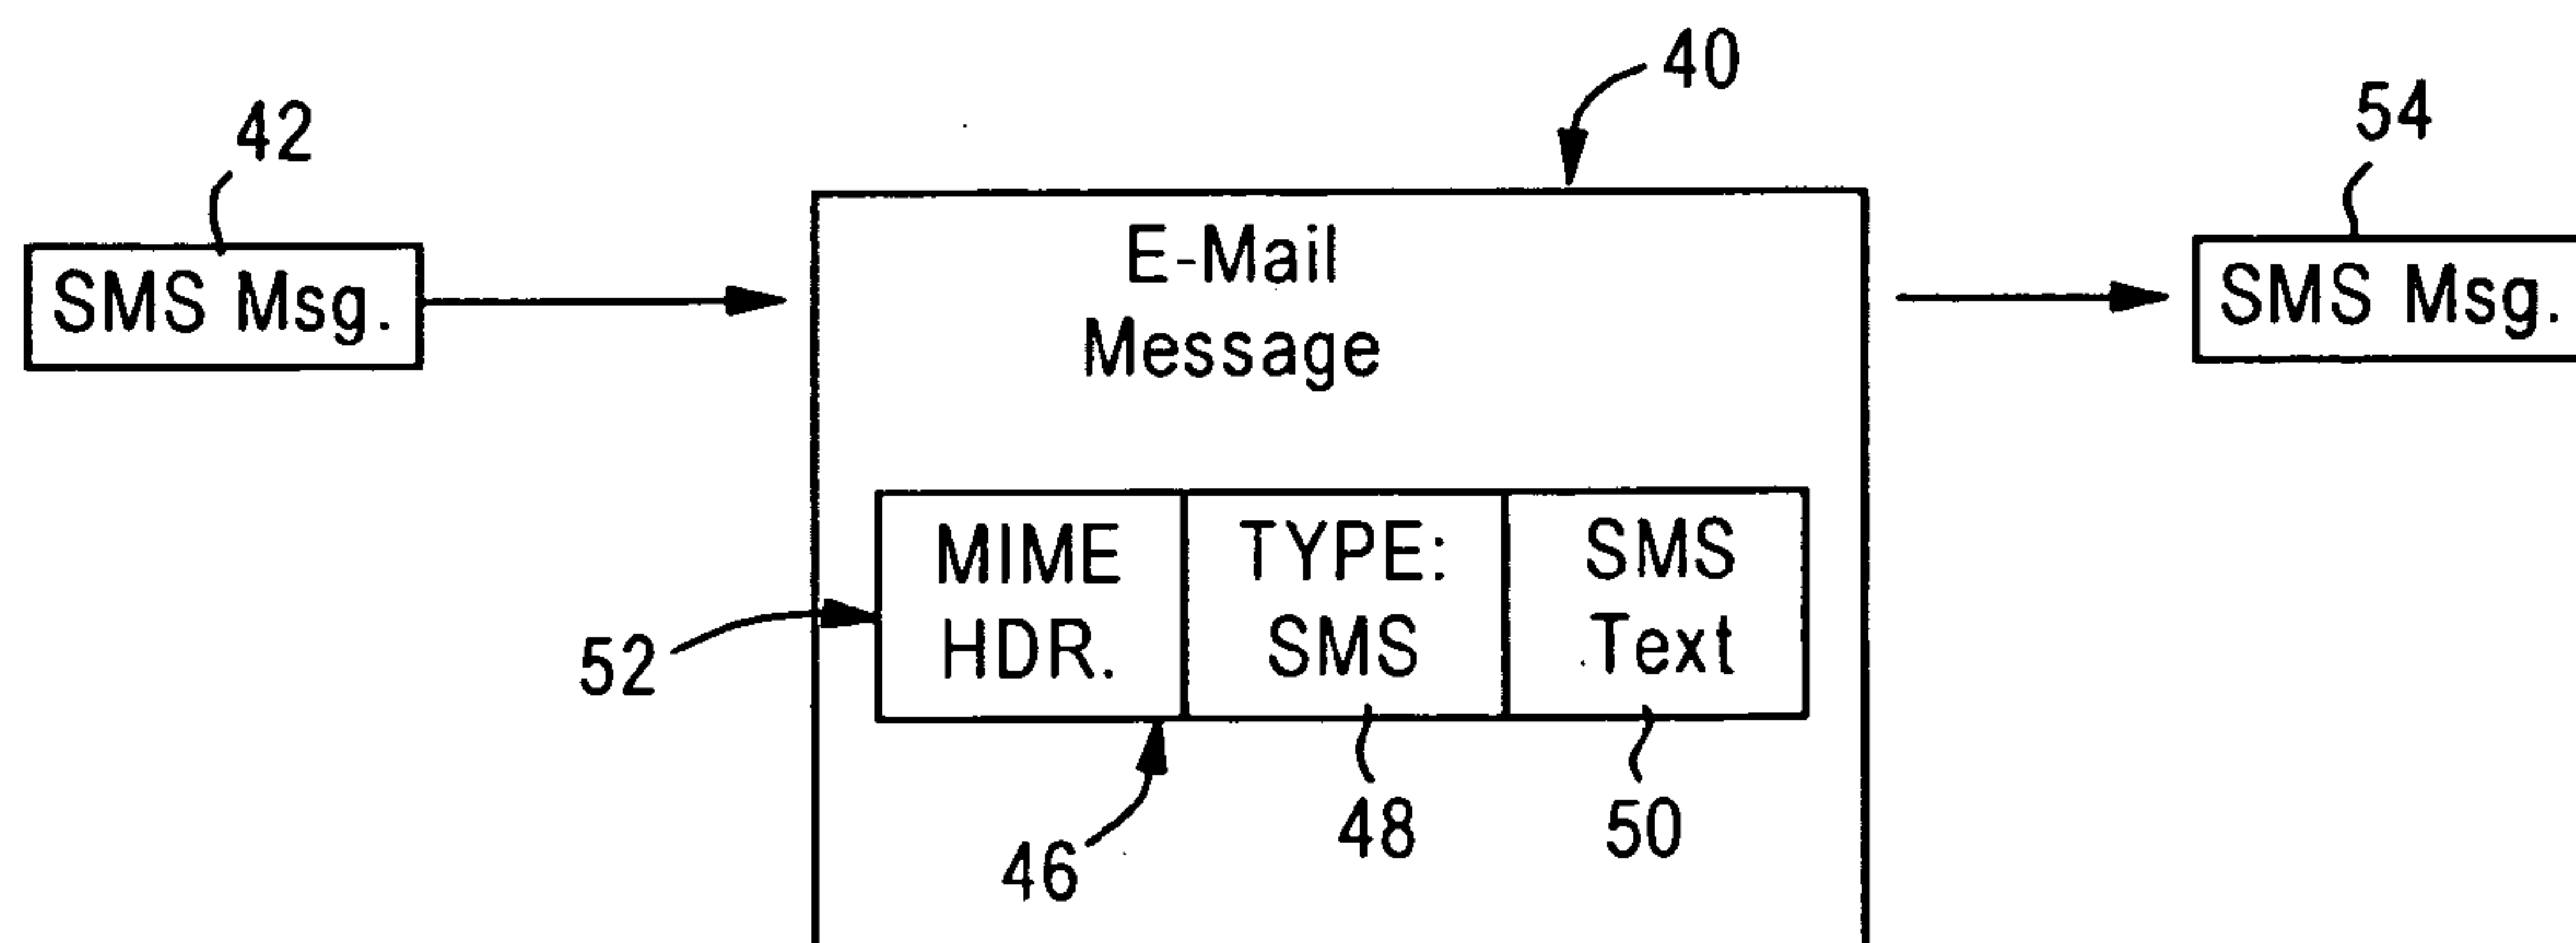 40
42
54
SMS Msg.
E-Mail
Message
SMS Msg.
MIME
HDR.
TYPE:
SMS
SMS
Text
52
46
48
50